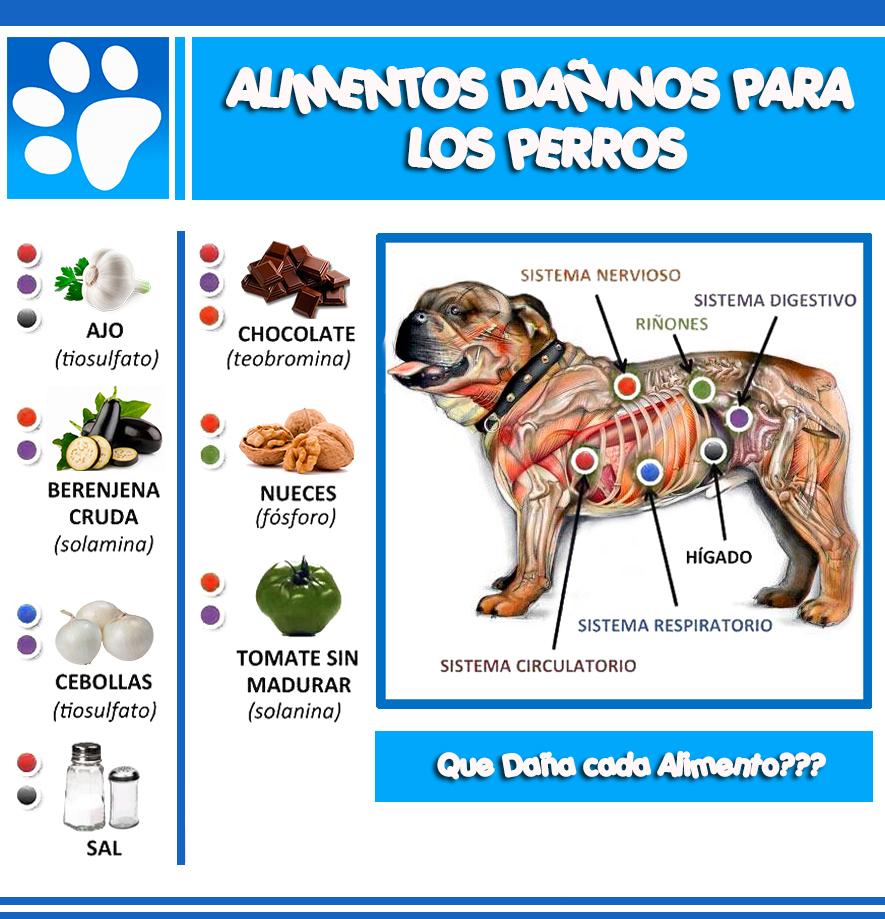 ALIMENTOS DAÑINOS PARA
LOS PERROS
AJO
(tiosulfato)
BERENJENA
CRUDA
(solamina)
CEBOLLAS
(tiosulfato)
SAL
CHOCOLATE
(teobromina)
NUECES
(fósforo)
TOMATE SIN
MADURAR
(solanina)
SISTEMA NERVIOSO
SISTEMA DIGESTIVO
RIÑONES
HÍGADO
SISTEMA RESPIRATORIO
SISTEMA CIRCULATORIO
Que Daña cada Alimento???